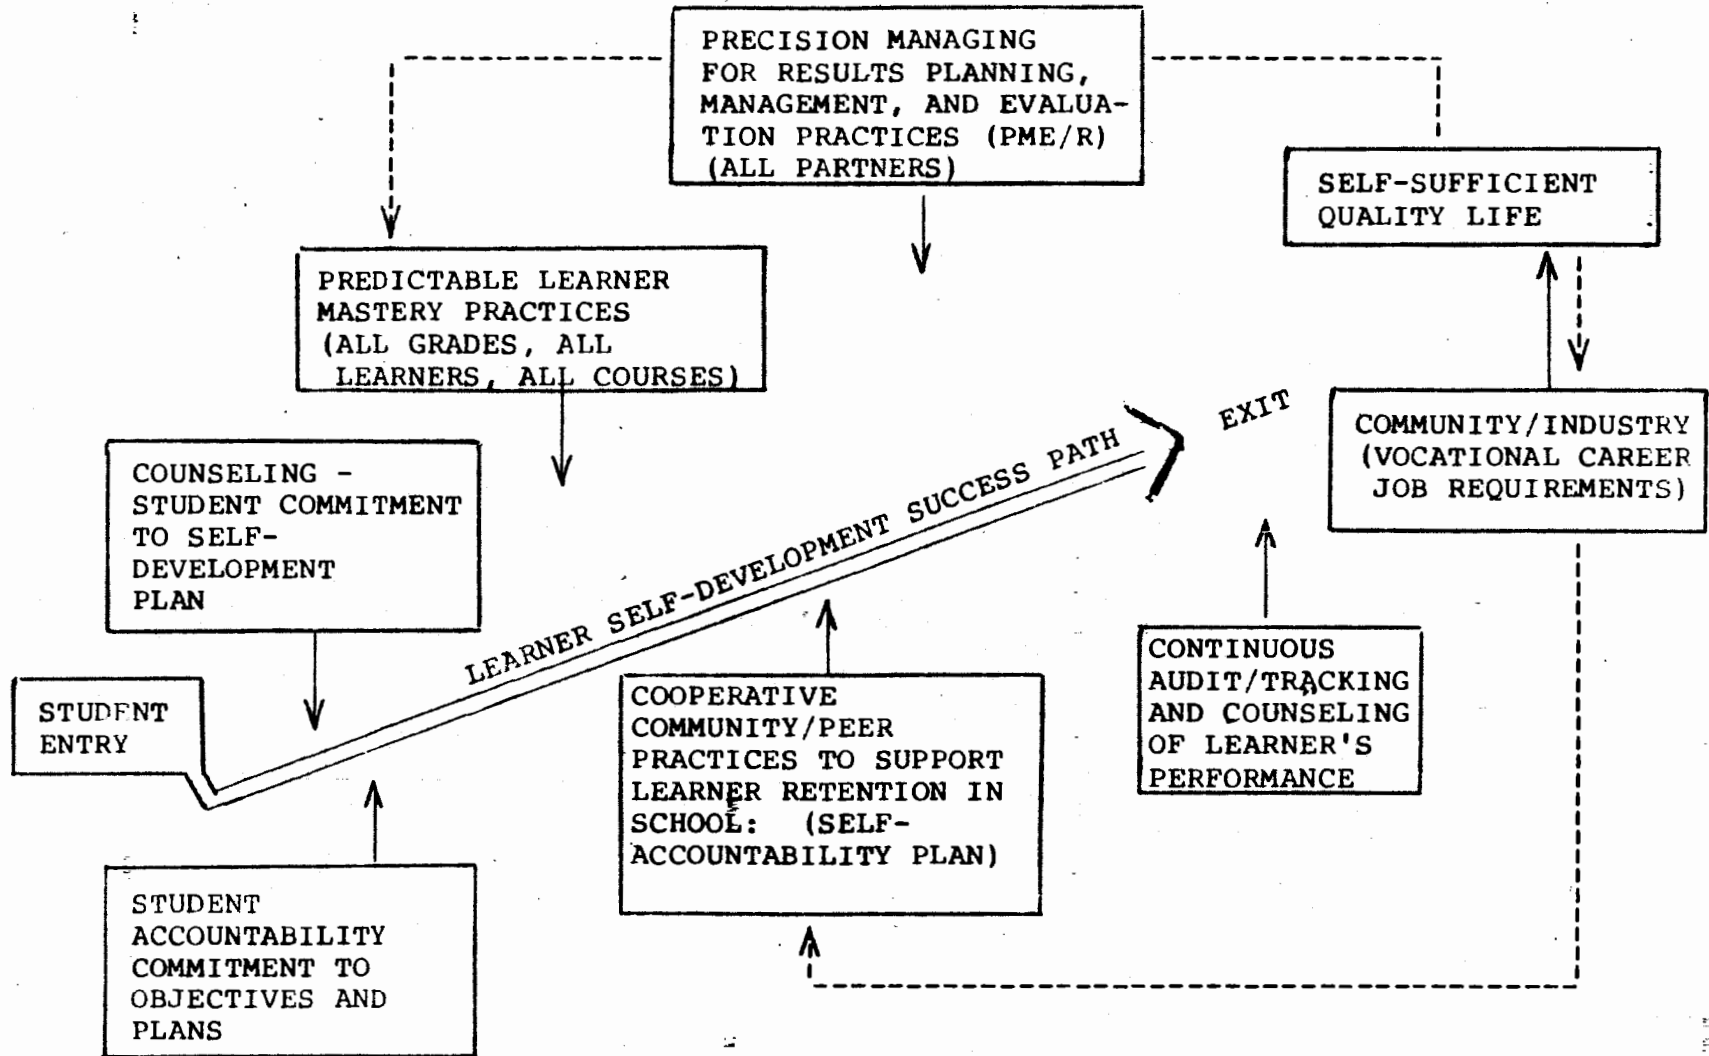 PRECISION MANAGING
FOR RESULTS PLANNING,
MANAGEMENT, AND EVALUA-
TION PRACTICES (PME/R)
(ALL PARTNERS)
SELF-SUFFICIENT
QUALITY LIFE
PREDICTABLE LEARNER
MASTERY PRACTICES
(ALL GRADES, ALL
LEARNERS, ALL COURSES)
EXIT
COMMUNITY/INDUSTRY
(VOCATIONAL CAREER
JOB REQUIREMENTS)
COUNSELING -
STUDENT COMMITMENT
TO SELF-
DEVELOPMENT
PLAN
LEARNER SELF-DEVELOPMENT SUCCESS PATH
STUDENT
ENTRY
COOPERATIVE
COMMUNITY/PEER
PRACTICES TO SUPPORT
LEARNER RETENTION IN
SCHOOL: (SELF-
ACCOUNTABILITY PLAN)
CONTINUOUS
AUDIT/TRACKING
AND COUNSELING
OF LEARNER'S
PERFORMANCE
STUDENT
ACCOUNTABILITY
COMMITMENT TO
OBJECTIVES AND
PLANS